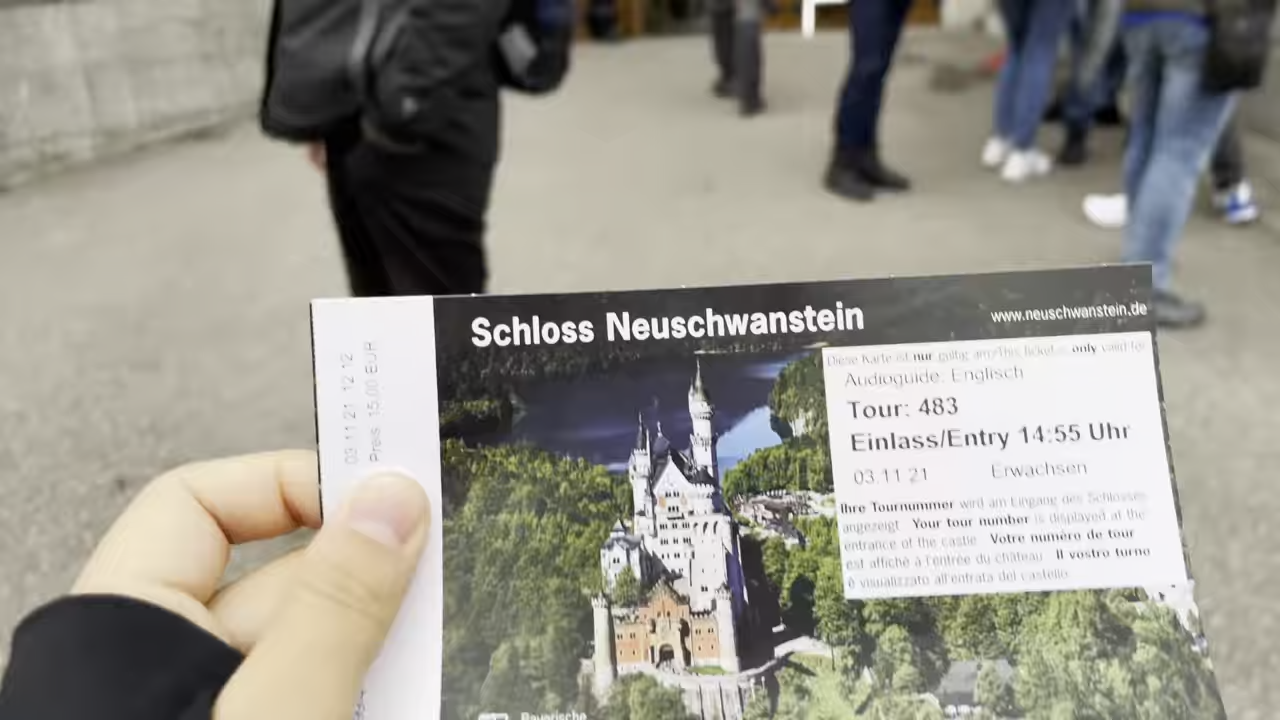 03 11 21 12 12
Preis 15,00 EUR
Schloss Neuschwanstein
www.neuschwanstein.de
Diese Karte ist nur gültig am/This ticket is only valid for
Audioguide: Englisch
Tour: 483
Einlass/Entry 14:55 Uhr
03.11 21 Erwachsen
Ihre Tournummer wird am Eingang des Schlosses
angezeigt Your tour number is displayed at the
entrance of the castle Votre numéro de tour
est affiché à l'entrée du château Il vostro turno
è visualizzato all'entrata del castello
Bayerische